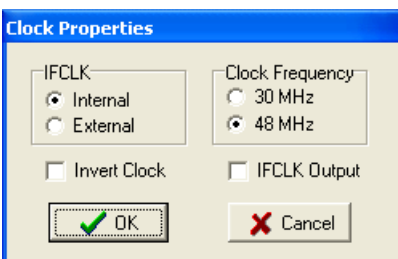 Clock Properties
IFCLK
Internal
External
Clock Frequency
30 MHz
48 MHz
Invert Clock
IFCLK Output
OK
Cancel